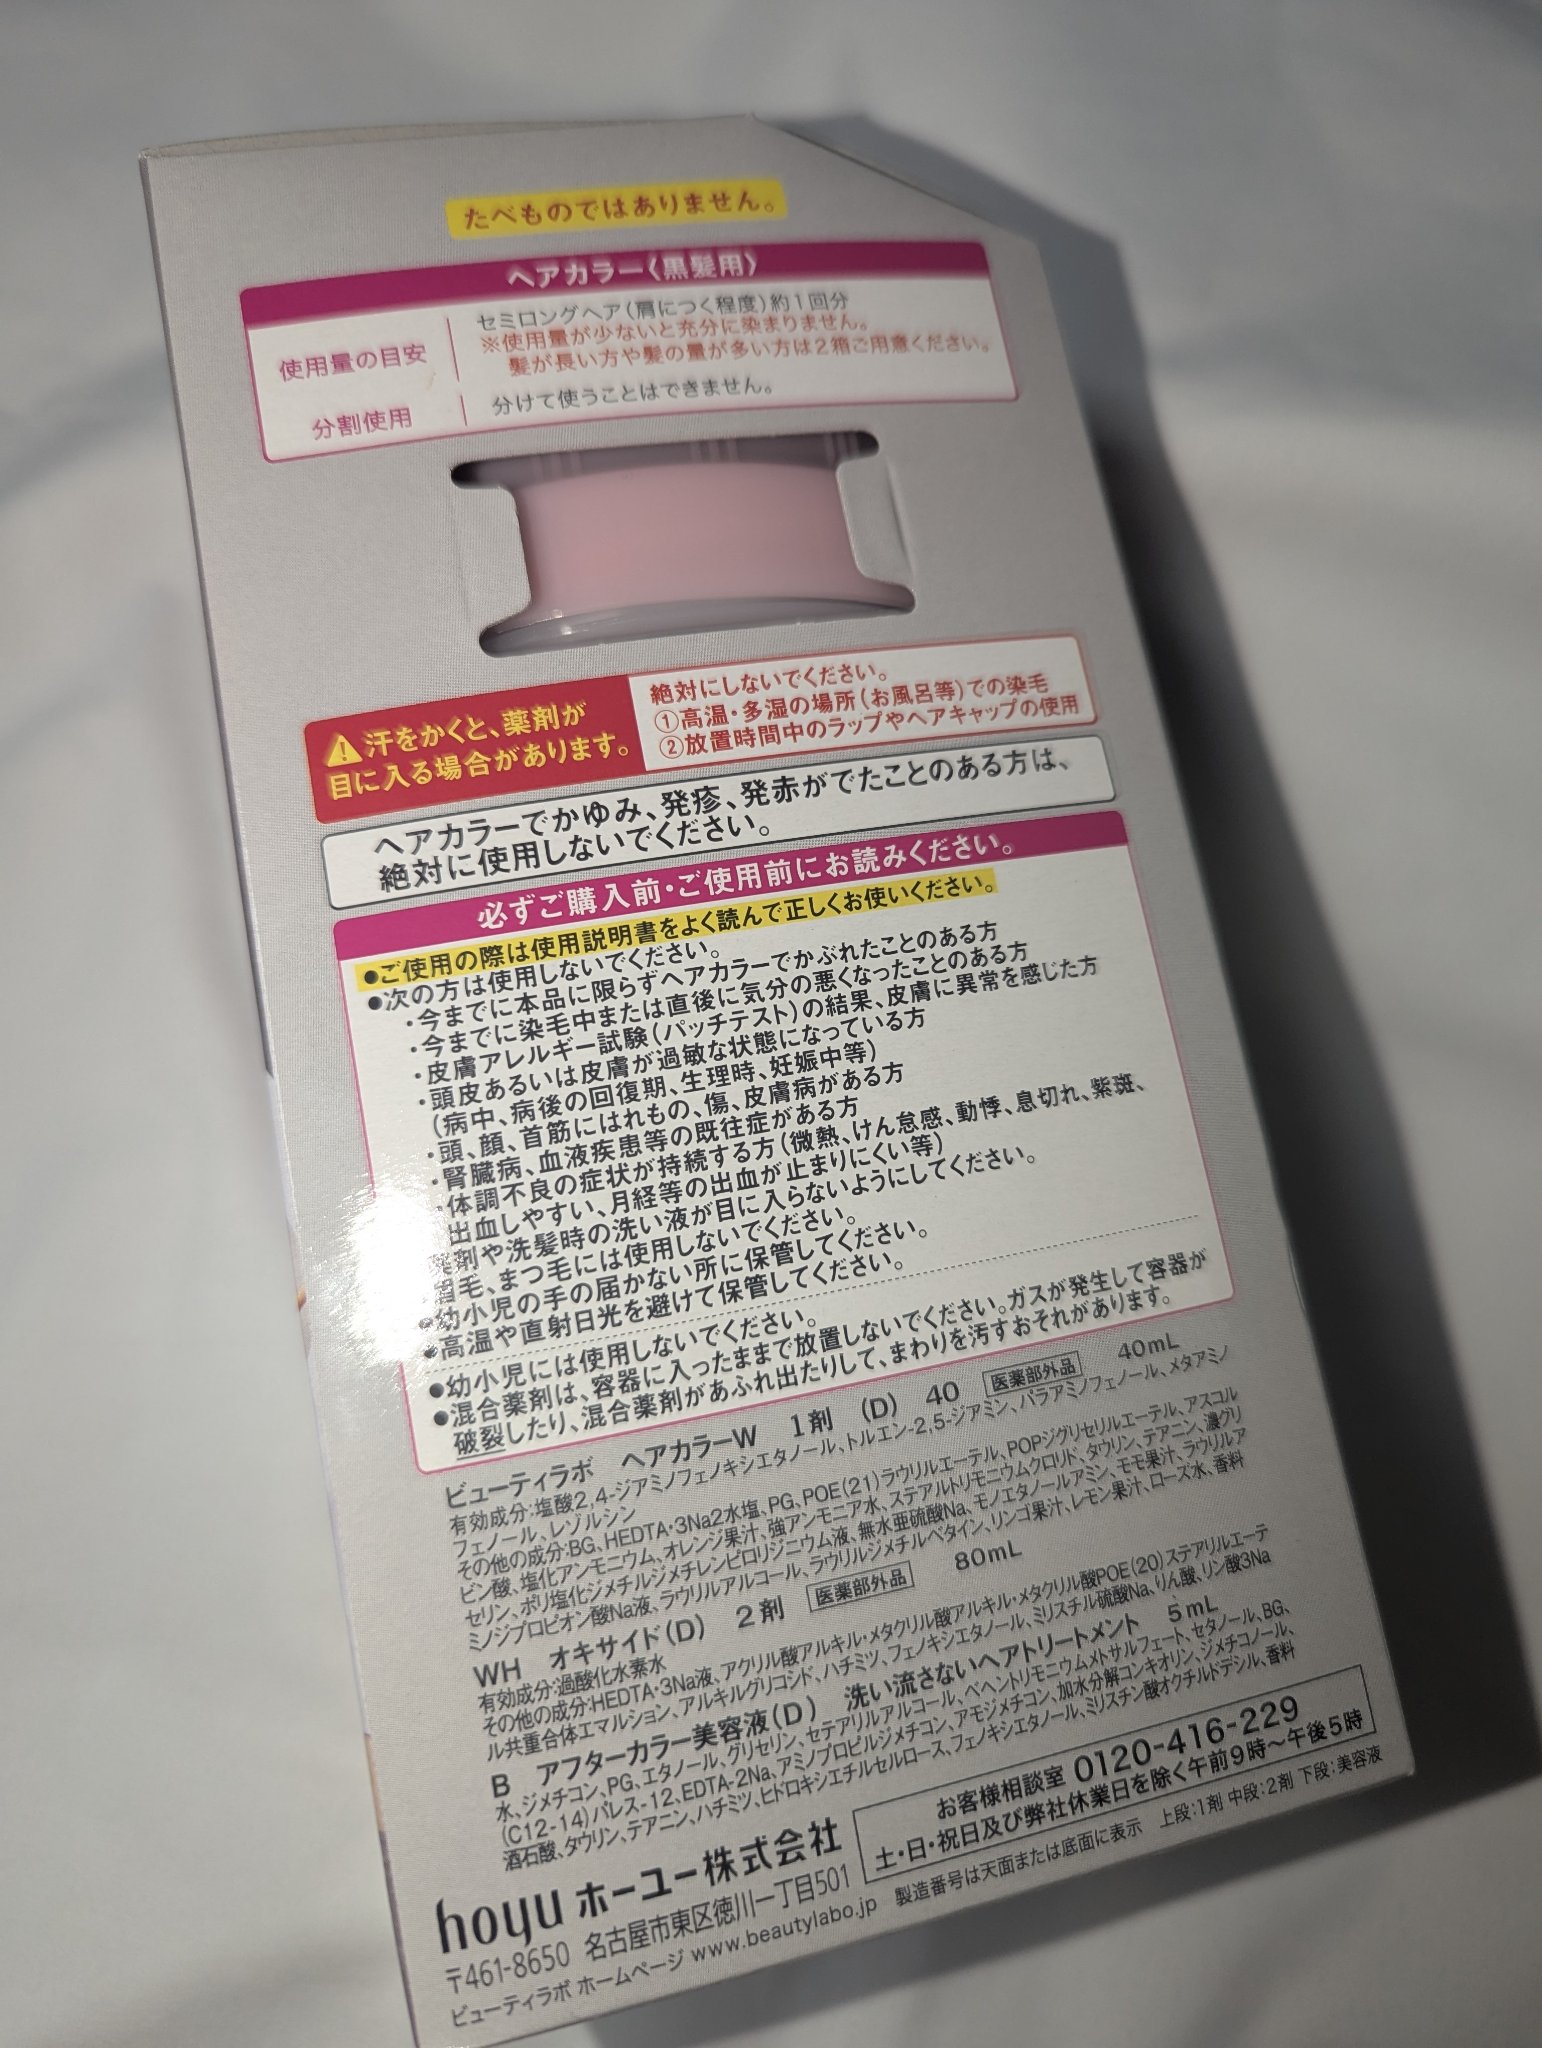 たべものではありません。
ヘアカラー〈黒髪用〉
使用量の目安
セミロングヘア(肩につく程度)約1回分
※使用量が少ないと充分に染まりません。
髪が長い方や髪の量が多い方は2箱ご用意ください。
分割使用
分けて使うことはできません。
汗をかくと、薬剤が
目に入る場合があります。
絶対にしないでください。
①高温・多湿の場所(お風呂等)での染毛
②放置時間中のラップやヘアキャップの使用
ヘアカラーでかゆみ、発疹、発赤がでたことのある方は、
絶対に使用しないでください。
必ずご購入前・ご使用前にお読みください。
●ご使用の際は使用説明書をよく読んで正しくお使いください。
●次の方は使用しないでください。
・今までに本品に限らずヘアカラーでかぶれたことのある方
・今までに染毛中または直後に気分の悪くなったことのある方
・皮膚アレルギー試験(パッチテスト)の結果、皮膚に異常を感じた方
・頭皮あるいは皮膚が過敏な状態になっている方
(病中、病後の回復期、生理時、妊娠中等)
・頭、顔、首筋にはれもの、傷、皮膚病がある方
・腎臓病、血液疾患等の既往症がある方
・体調不良の症状が持続する方(微熱、けん怠感、動悸、息切れ、紫斑、
出血しやすい、月経等の出血が止まりにくい等)
薬剤や洗髪時の洗い液が目に入らないようにしてください。
眉毛、まつ毛には使用しないでください。
●幼小児の手の届かない所に保管してください。
●高温や直射日光を避けて保管してください。
●幼小児には使用しないでください。
●混合薬剤は、容器に入ったままで放置しないでください。ガスが発生して容器が
破裂したり、混合薬剤があふれ出たりして、まわりを汚すおそれがあります。
ビューティラボ ヘアカラーW 1剤 (D) 40 医薬部外品 40mL
有効成分:塩酸2,4-ジアミノフェノキシエタノール、トルエン-2,5-ジアミン、パラアミノフェノール、メタアミノ
フェノール、レゾルシン
その他の成分:BG、HEDTA・3Na2水塩、PG、POE(21)ラウリルエーテル、POPジグリセリルエーテル、アスコル
ビン酸、塩化アンモニウム、オレンジ果汁、強アンモニア水、ステアルトリモニウムクロリド、タウリン、テアニン、濃グリ
セリン、ポリ塩化ジメチルジメチレンピロリジニウム液、無水亜硫酸Na、モノエタノールアミン、モモ果汁、ラウリルア
ミノジプロピオン酸Na液、ラウリルアルコール、ラウリルジメチルベタイン、リンゴ果汁、レモン果汁、ローズ水、香料
WH オキサイド(D) 2剤 医薬部外品 80mL
有効成分:過酸化水素水
その他の成分:HEDTA・3Na液、アクリル酸アルキル・メタクリル酸アルキル・メタクリル酸POE(20)ステアリルエーテ
ル共重合体エマルション、アルキルグリコシド、ハチミツ、フェノキシエタノール、ミリスチル硫酸Na、りん酸、リン酸3Na
B アフターカラー美容液(D) 洗い流さないヘアトリートメント 5mL
水、ジメチコン、PG、エタノール、グリセリン、セテアリルアルコール、ベヘントリモニウムメトサルフェート、セタノール、BG、
(C12-14)パレス-12、EDTA-2Na、アミノプロピルジメチコン、アモジメチコン、加水分解コンキオリン、ジメチコノール、
酒石酸、タウリン、テアニン、ハチミツ、ヒドロキシエチルセルロース、フェノキシエタノール、ミリスチン酸オクチルドデシル、香料
hoyu ホーユー株式会社
〒461-8650 名古屋市東区徳川一丁目501
ビューティラボ ホームページ www.beautylabo.jp
お客様相談室 0120-416-229
土・日・祝日及び弊社休業日を除く午前9時～午後5時
製造番号は天面または底面に表示 上段:1剤 中段:2剤 下段:美容液